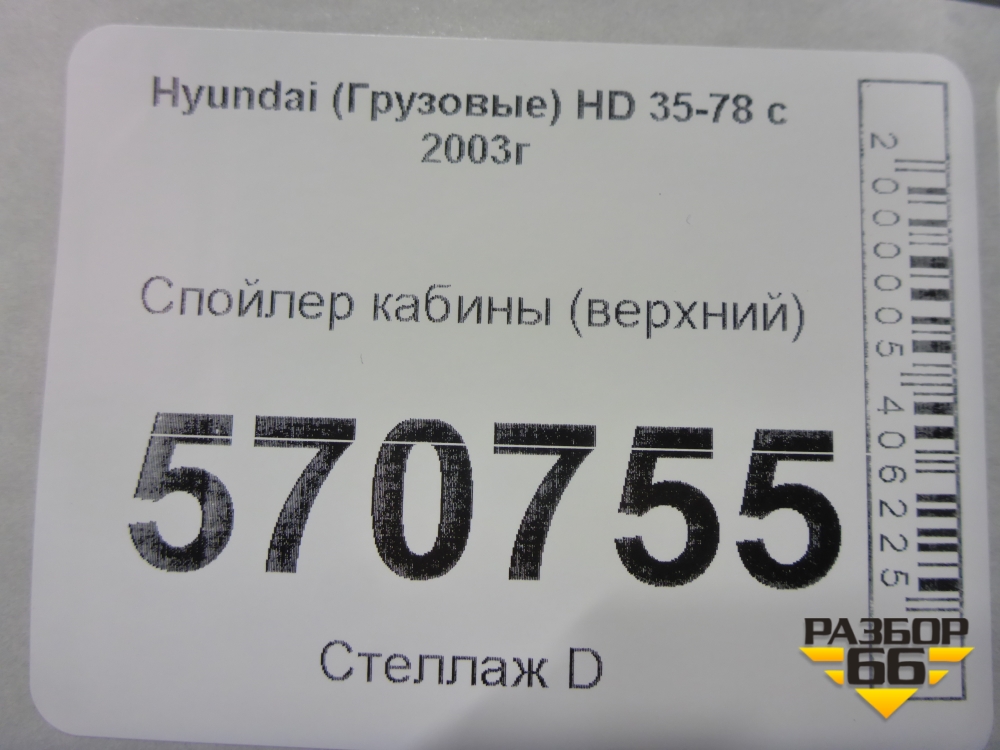 Hyundai (Грузовые) HD 35-78 с
2003г
Спойлер кабины (верхний)
570755
Стеллаж D
2000005406225
РАЗБОР
66